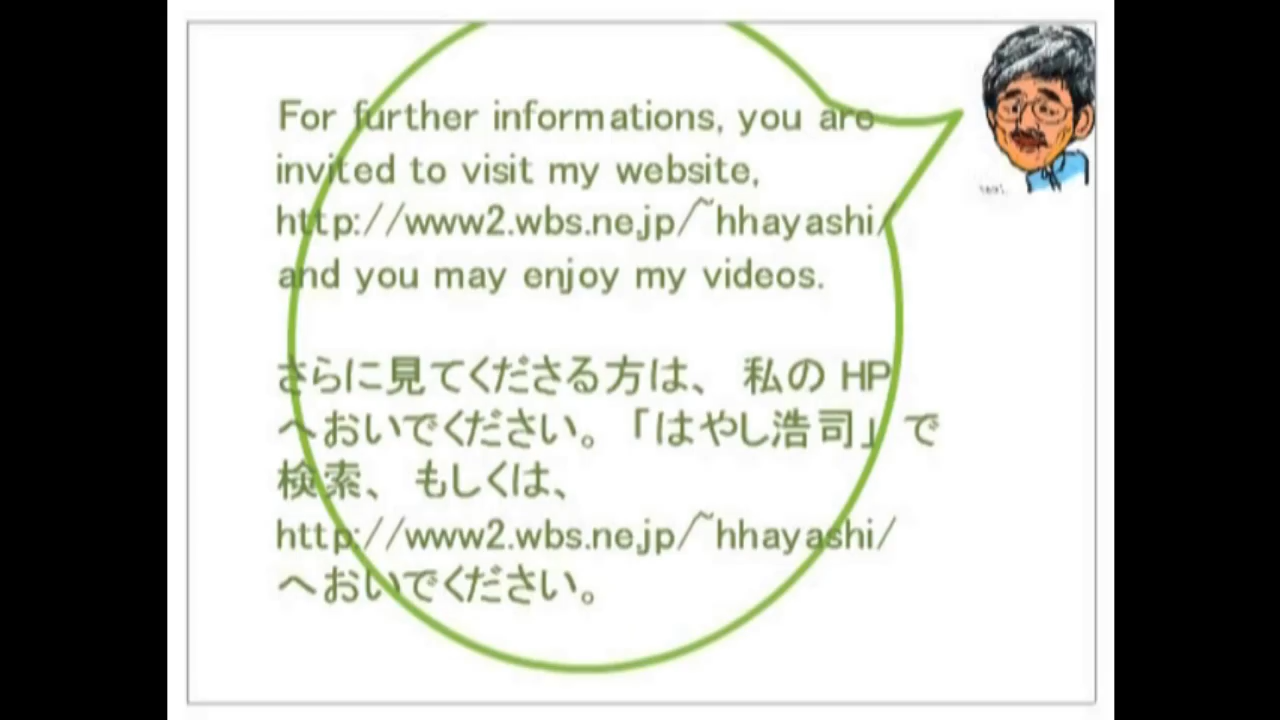 For further informations, you are
invited to visit my website,
http://www2.wbs.ne.jp/~hhayashi/
and you may enjoy my videos.
さらに見てくださる方は、 私の HP
へおいでください。「はやし浩司」で
検索、 もしくは、
http://www2.wbs.ne.jp/~hhayashi/
へおいでください。